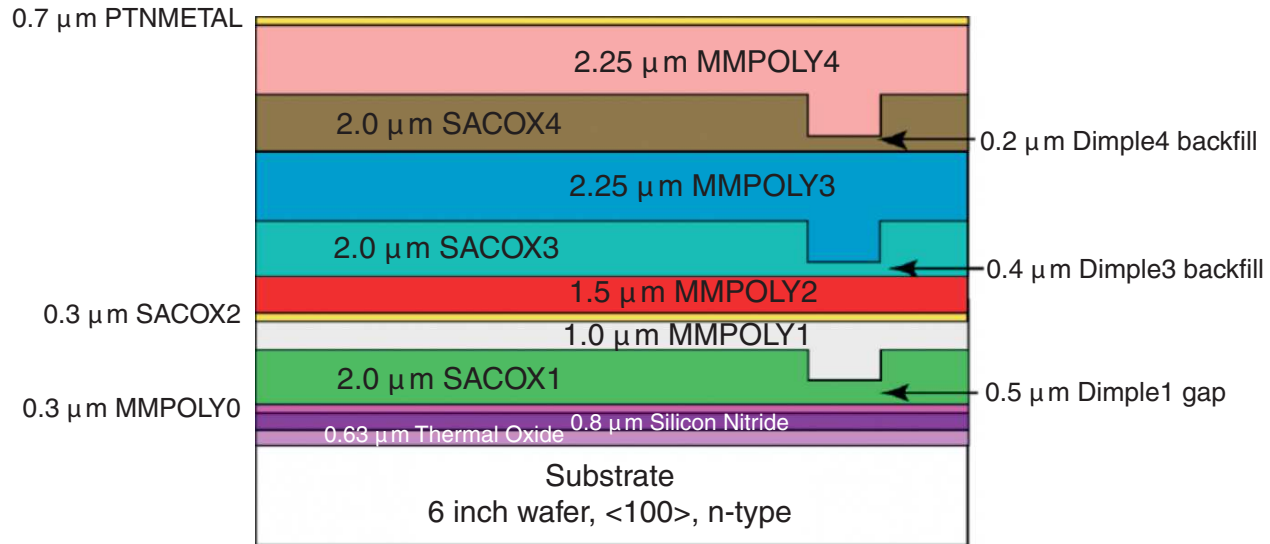 0.7 μm PTNMETAL
2.25 μm MMPOLY4
2.0 μm SACOX4
0.2 μm Dimple4 backfill
2.25 μm MMPOLY3
2.0 μm SACOX3
0.4 μm Dimple3 backfill
1.5 μm MMPOLY2
0.3 μm SACOX2
1.0 μm MMPOLY1
2.0 μm SACOX1
0.5 μm Dimple1 gap
0.3 μm MMPOLY0
0.8 μm Silicon Nitride
0.63 μm Thermal Oxide
Substrate
6 inch wafer, <100>, n-type